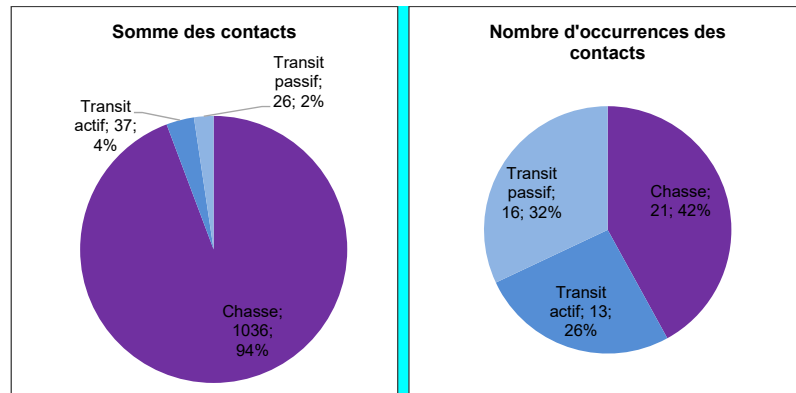 Somme des contacts
Transit
passif;
26; 2%
Transit
actif; 37;
4%
Chasse;
1036;
94%
Nombre d'occurrences des
contacts
Transit
passif;
16; 32%
Chasse;
21; 42%
Transit
actif; 13;
26%